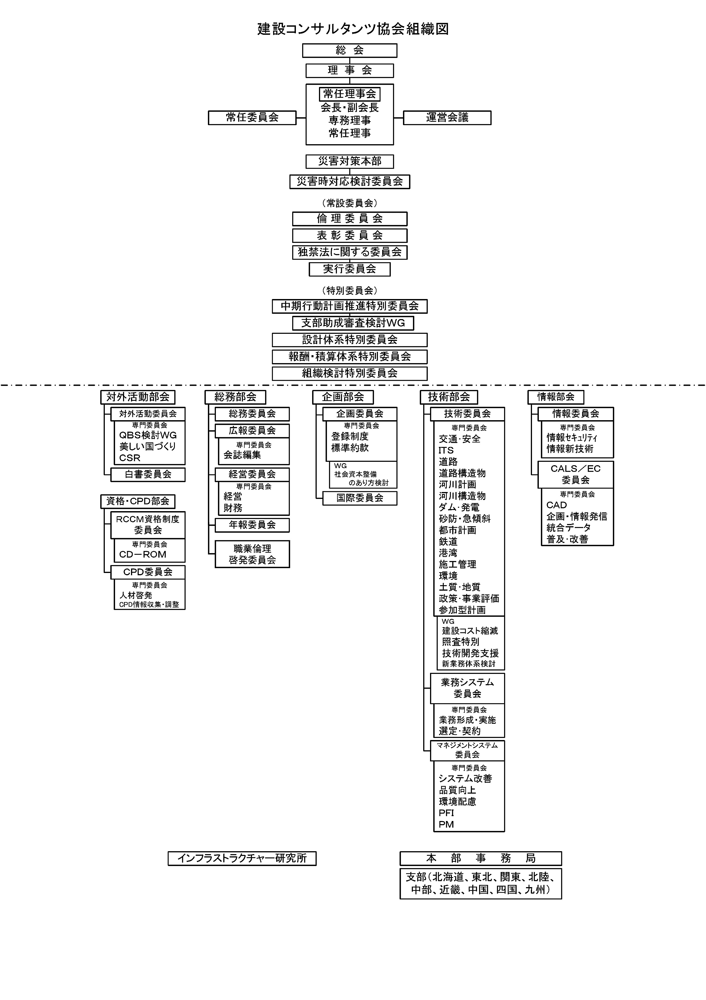 建設コンサルタンツ協会組織図
総　会
理　事　会
常任理事会
会長・副会長
専務理事
常任理事
常任委員会
運営会議
災害対策本部
災害時対応検討委員会
（常設委員会）
倫 理 委 員 会
表 彰 委 員 会
独禁法に関する委員会
実行委員会
（特別委員会）
中期行動計画推進特別委員会
支部助成審査検討WG
設計体系特別委員会
報酬・積算体系特別委員会
組織検討特別委員会
対外活動部会
対外活動委員会
専門委員会
QBS検討WG
美しい国づくり
CSR
白書委員会
資格・CPD部会
RCCM資格制度
委員会
専門委員会
CD－ROM
CPD委員会
専門委員会
人材啓発
CPD情報収集・調整
総務部会
総務委員会
広報委員会
専門委員会
会誌編集
経営委員会
専門委員会
経営
財務
年報委員会
職業倫理
啓発委員会
企画部会
企画委員会
専門委員会
登録制度
標準約款
WG
社会資本整備
のあり方検討
国際委員会
技術部会
技術委員会
専門委員会
交通・安全
ITS
道路
道路構造物
河川計画
河川構造物
ダム・発電
砂防・急傾斜
都市計画
鉄道
港湾
施工管理
環境
土質・地質
政策・事業評価
参加型計画
WG
建設コスト縮減
照査特別
技術開発支援
新業務体系検討
業務システム
委員会
専門委員会
業務形成・実施
選定・契約
マネジメントシステム
委員会
専門委員会
システム改善
品質向上
環境配慮
PFI
PM
情報部会
情報委員会
専門委員会
情報ｾｷｭﾘﾃｨ
情報新技術
CALS／EC
委員会
専門委員会
CAD
企画・情報発信
統合データ
普及・改善
インフラストラクチャー研究所
本　部　事　務　局
支部（北海道、東北、関東、北陸、
中部、近畿、中国、四国、九州）